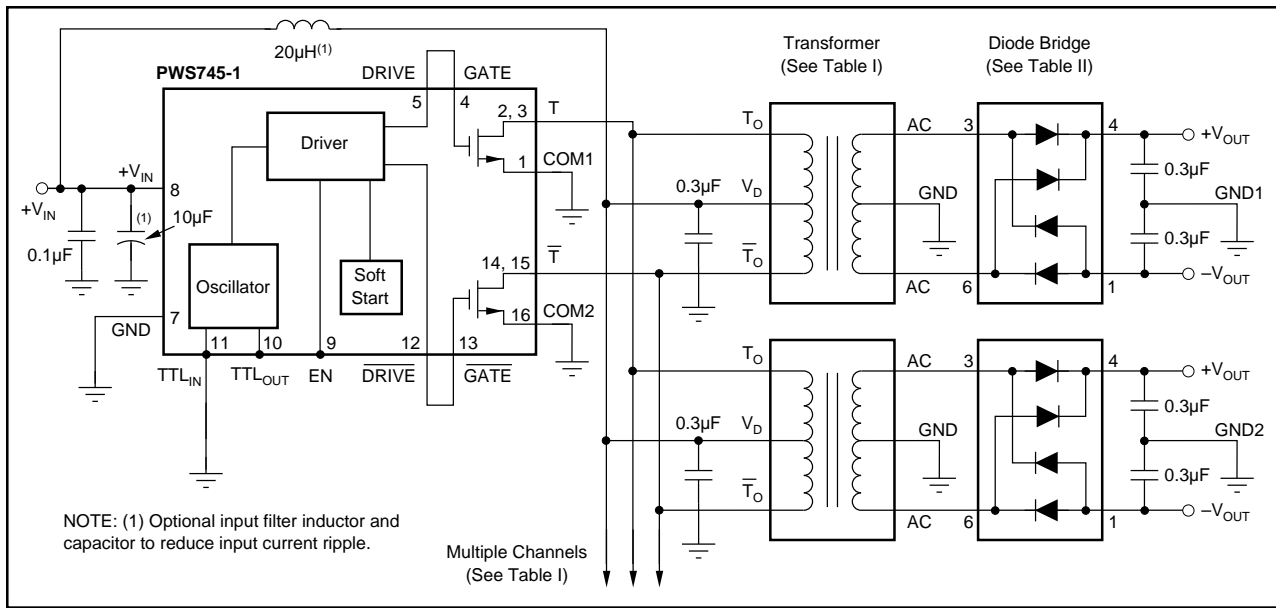 20µH(1)
Transformer
(See Table I)
Diode Bridge
(See Table II)
PWS745-1
DRIVE
GATE
5
4
2, 3
T
Driver
1
COM1
+VIN
8
+VIN
(1)
10µF
0.1µF
Oscillator
Soft
Start
14, 15
T̅
16
COM2
GND
7
11
10
9
12
13
TTLIN
TTLOUT
EN
D̅R̅I̅V̅E̅
G̅A̅T̅E̅
TO
AC
3
4
+VOUT
0.3µF
VD
GND
0.3µF
GND1
0.3µF
T̅O
AC
6
1
–VOUT
TO
AC
3
4
+VOUT
0.3µF
VD
GND
0.3µF
GND2
0.3µF
T̅O
AC
6
1
–VOUT
NOTE: (1) Optional input filter inductor and
capacitor to reduce input current ripple.
Multiple Channels
(See Table I)